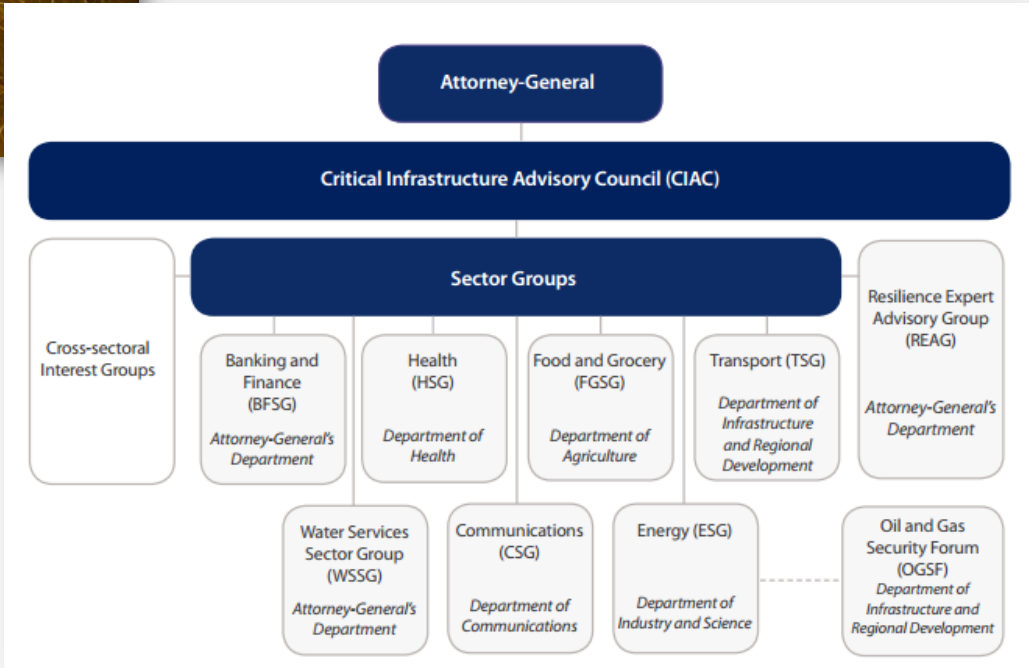 Attorney-General
Critical Infrastructure Advisory Council (CIAC)
Cross-sectoral
Interest Groups
Sector Groups
Resilience Expert
Advisory Group
(REAG)
Attorney-General's
Department
Banking and
Finance
(BFSG)
Attorney-General's
Department
Health
(HSG)
Department of
Health
Food and Grocery
(FGSG)
Department of
Agriculture
Transport (TSG)
Department of
Infrastructure
and Regional
Development
Water Services
Sector Group
(WSSG)
Attorney-General's
Department
Communications
(CSG)
Department of
Communications
Energy (ESG)
Department of
Industry and Science
Oil and Gas
Security Forum
(OGSF)
Department of
Infrastructure and
Regional Development